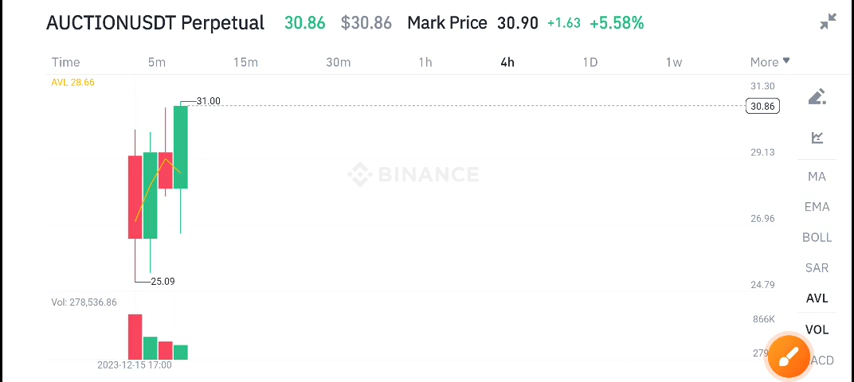 AUCTIONUSDT Perpetual 30.86 $30.86 Mark Price 30.90 +1.63 +5.58%
Time 5m 15m 30m 1h 4h 1D 1w More
AVL 28.66
31.30
31.00
30.86
29.13
BINANCE
MA
EMA
26.96
BOLL
SAR
25.09
24.79
AVL
Vol: 278,536.86
866K
VOL
279
ACD
2023-12-15 17:00